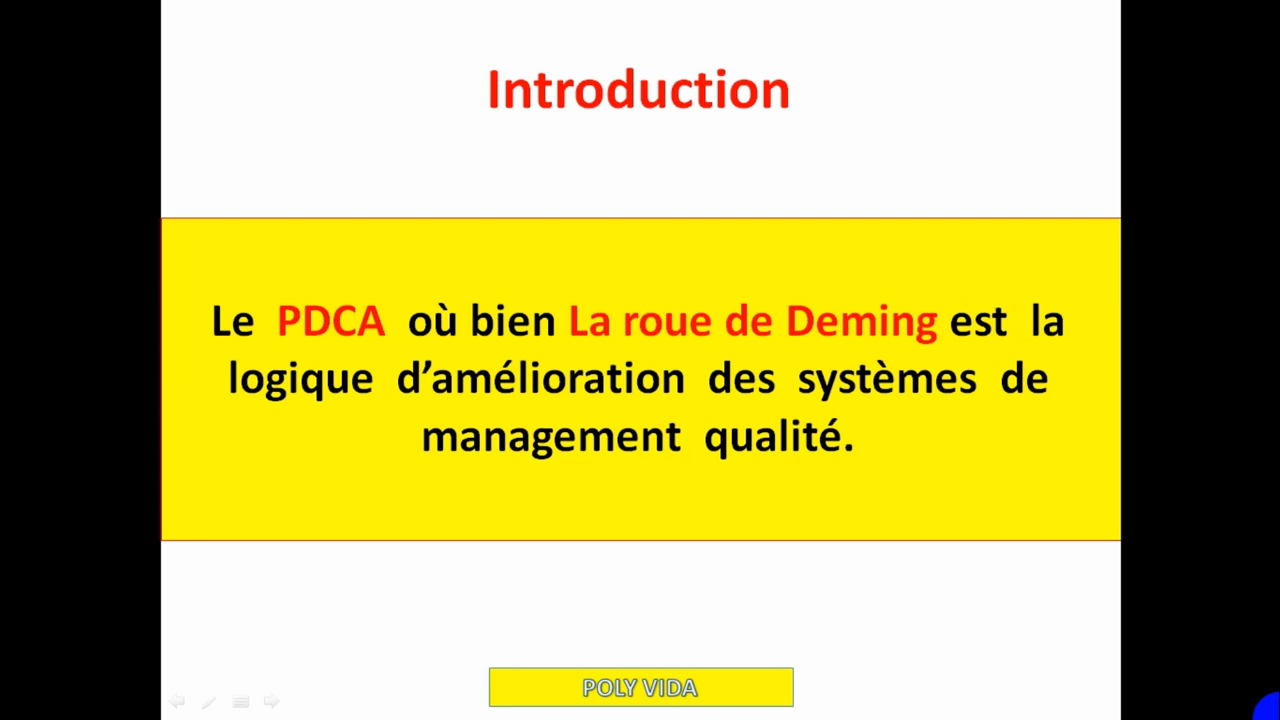 Introduction
Le PDCA où bien La roue de Deming est la
logique d’amélioration des systèmes de
management qualité.
POLY VIDA